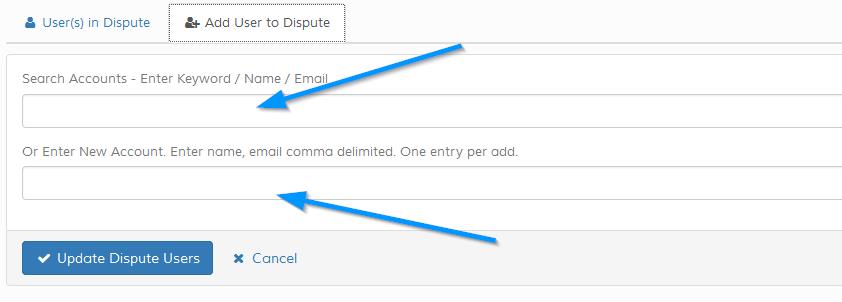 User(s) in Dispute Add User to Dispute
Search Accounts - Enter Keyword / Name / Email
Or Enter New Account. Enter name, email comma delimited. One entry per add.
Update Dispute Users Cancel